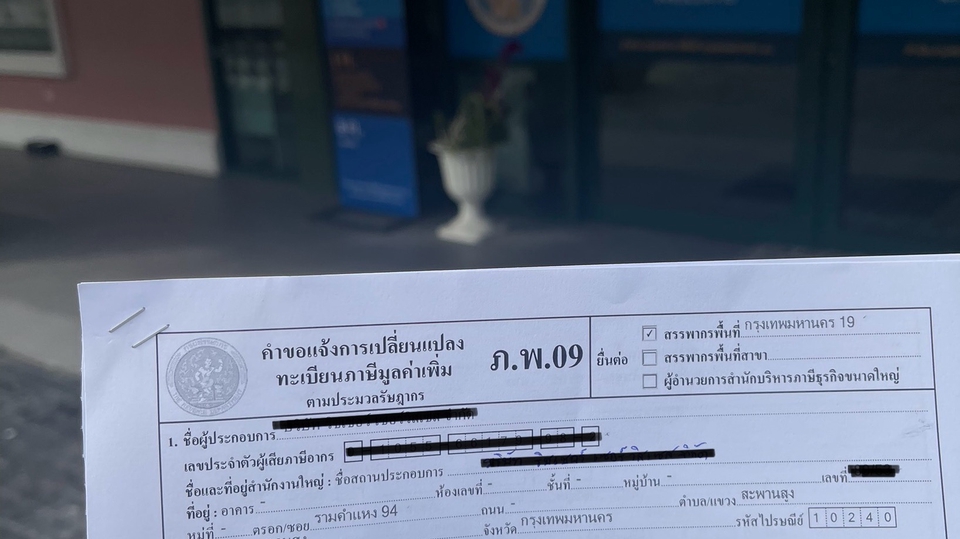 คำขอแจ้งการเปลี่ยนแปลง
ทะเบียนภาษีมูลค่าเพิ่ม
ตามประมวลรัษฎากร
ภ.พ.09
ยื่นต่อ
สรรพากรพื้นที่ กรุงเทพมหานคร 19
สรรพากรพื้นที่สาขา
ผู้อำนวยการสำนักบริหารภาษีธุรกิจขนาดใหญ่
1. ชื่อผู้ประกอบการ
เลขประจำตัวผู้เสียภาษีอากร
ชื่อและที่อยู่สำนักงานใหญ่ : ชื่อสถานประกอบการ
ที่อยู่ : อาคาร - ห้องเลขที่ - ชั้นที่ - หมู่บ้าน - เลขที่
หมู่ที่ - ตรอก/ซอย รามคำแหง 94 ถนน - ตำบล/แขวง สะพานสูง
จังหวัด กรุงเทพมหานคร รหัสไปรษณีย์ 10240